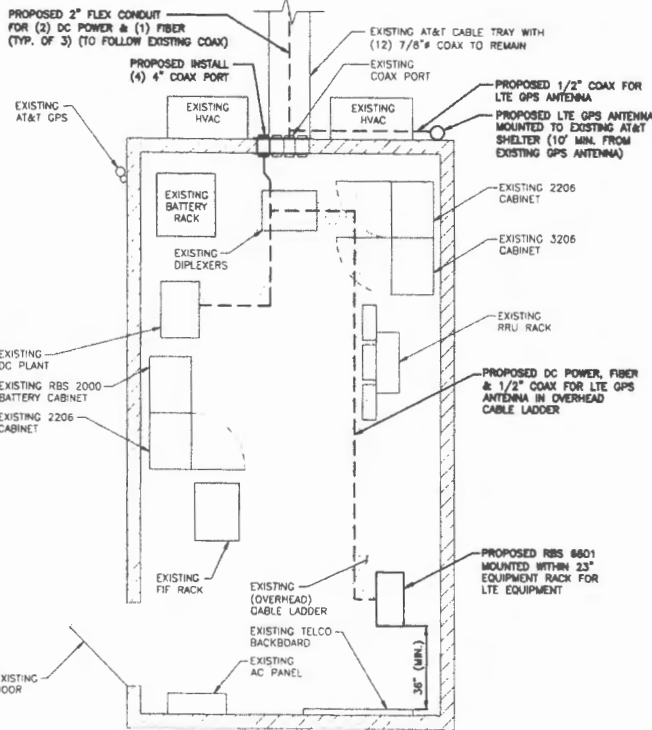 PROPOSED 2" FLEX CONDUIT
FOR (2) DC POWER & (1) FIBER
(TYP. OF 3) (TO FOLLOW EXISTING COAX)
EXISTING AT&T CABLE TRAY WITH
(12) 7/8"ø COAX TO REMAIN
PROPOSED INSTALL
(4) 4" COAX PORT
EXISTING
COAX PORT
PROPOSED 1/2" COAX FOR
LTE GPS ANTENNA
EXISTING
AT&T GPS
EXISTING
HVAC
EXISTING
HVAC
PROPOSED LTE GPS ANTENNA
MOUNTED TO EXISTING AT&T
SHELTER (10' MIN. FROM
EXISTING GPS ANTENNA)
EXISTING
BATTERY
RACK
EXISTING
DIPLEXERS
EXISTING 2206
CABINET
EXISTING 3206
CABINET
EXISTING
RRU RACK
EXISTING
DC PLANT
EXISTING RBS 2000
BATTERY CABINET
EXISTING 2206
CABINET
PROPOSED DC POWER, FIBER
& 1/2" COAX FOR LTE GPS
ANTENNA IN OVERHEAD
CABLE LADDER
EXISTING
FIF RACK
EXISTING
(OVERHEAD)
CABLE LADDER
PROPOSED RBS 6601
MOUNTED WITHIN 23"
EQUIPMENT RACK FOR
LTE EQUIPMENT
EXISTING TELCO
BACKBOARD
36" (MIN.)
EXISTING
AC PANEL
EXISTING
DOOR